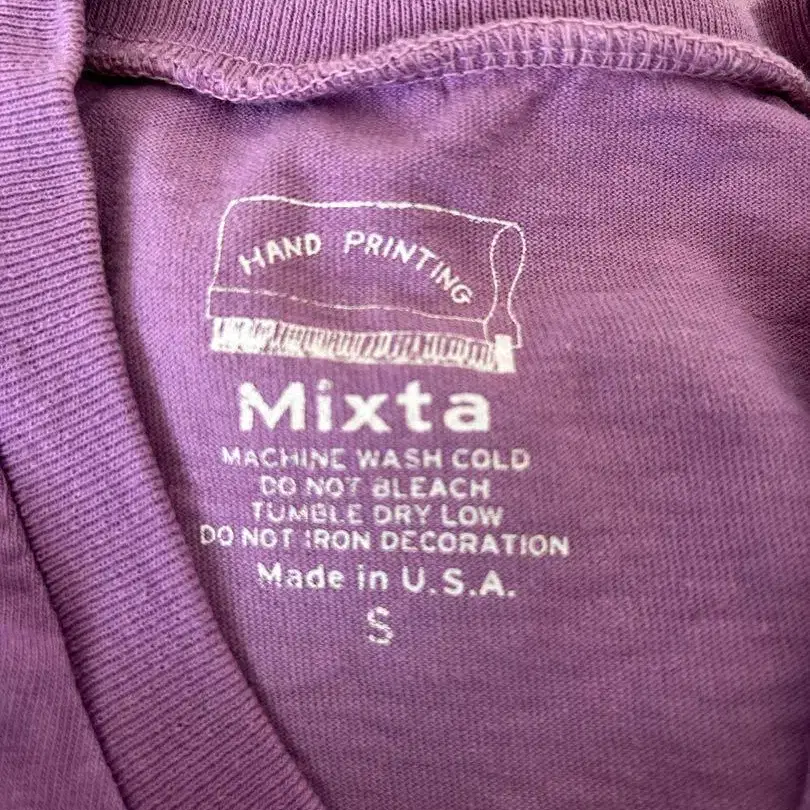 HAND PRINTING
Mixta
MACHINE WASH COLD
DO NOT BLEACH
TUMBLE DRY LOW
DO NOT IRON DECORATION
Made in U.S.A.
S